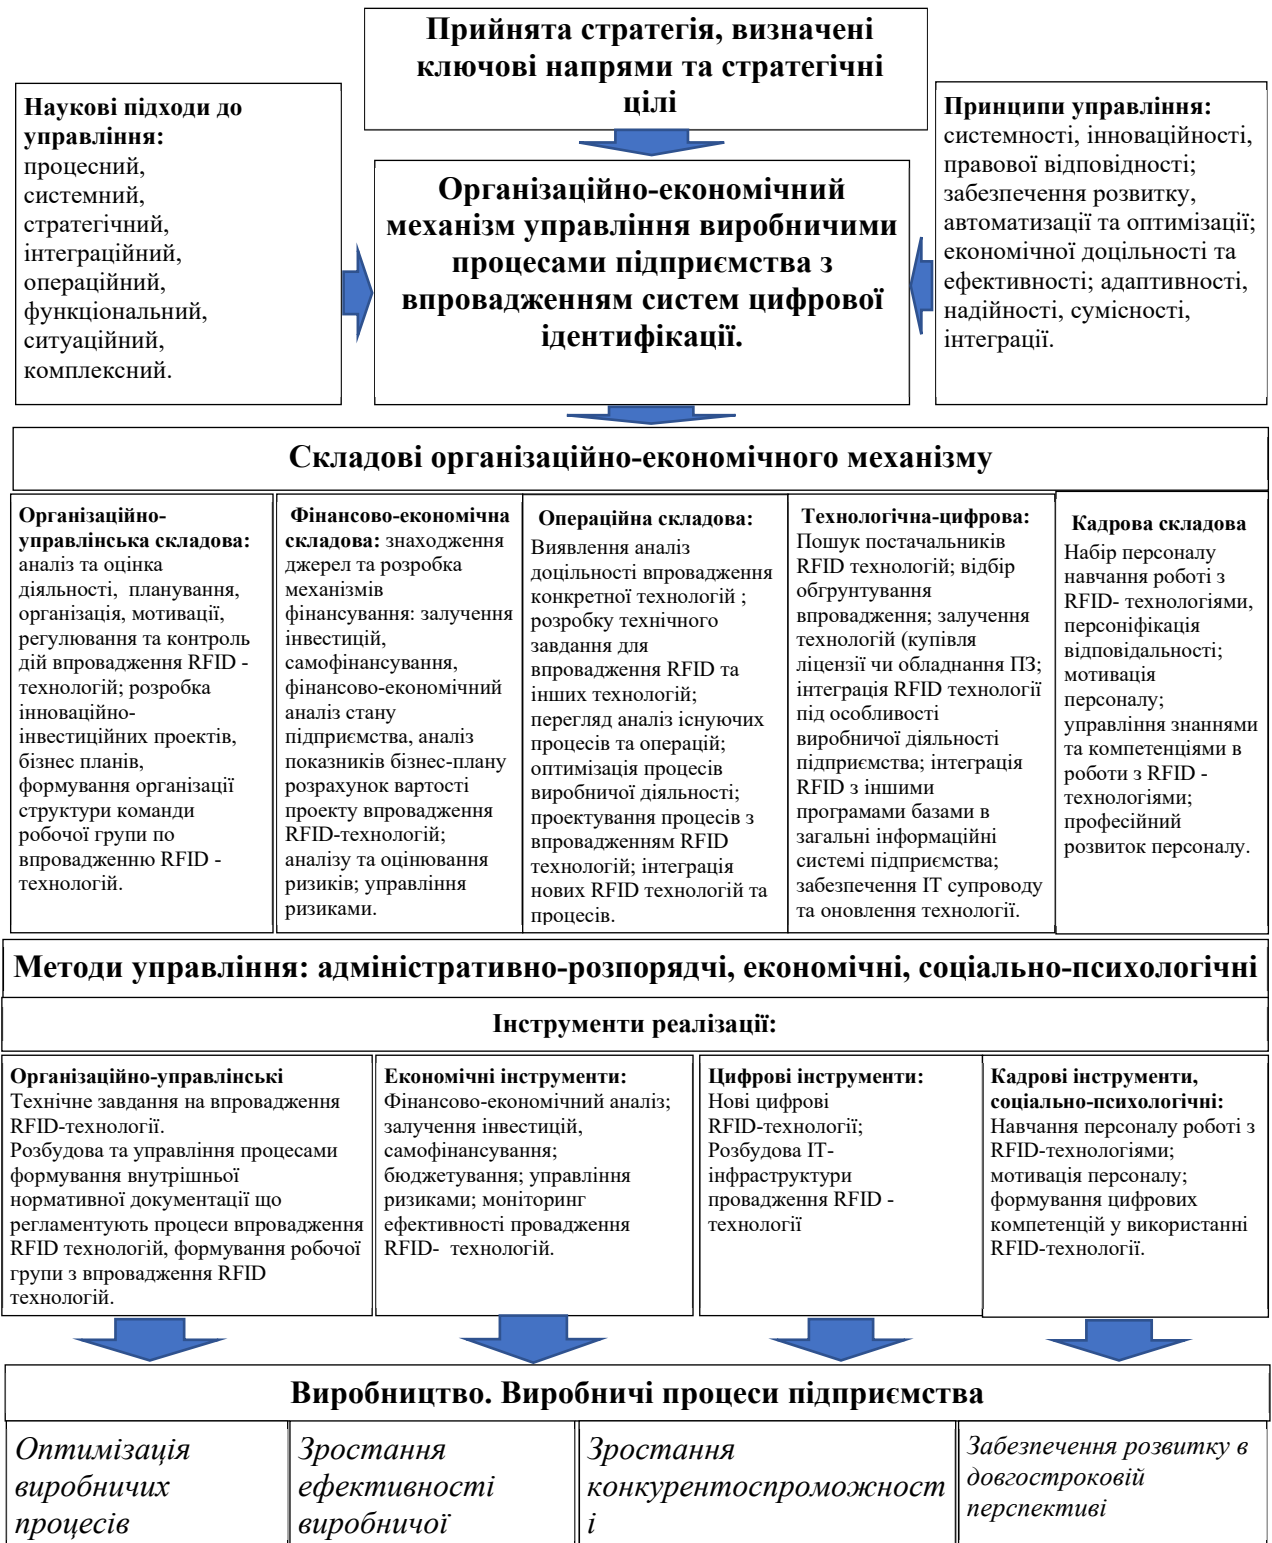 Прийнята стратегія, визначені
ключові напрями та стратегічні
цілі
Наукові підходи до
управління:
процесний,
системний,
стратегічний,
інтеграційний,
операційний,
функціональний,
ситуаційний,
комплексний.
Організаційно-економічний
механізм управління виробничими
процесами підприємства з
впровадженням систем цифрової
ідентифікації.
Принципи управління:
системності, інноваційності,
правової відповідності;
забезпечення розвитку,
автоматизації та оптимізації;
економічної доцільності та
ефективності; адаптивності,
надійності, сумісності,
інтеграції.
Складові організаційно-економічного механізму
Організаційно-
управлінська складова:
аналіз та оцінка
діяльності, планування,
організація, мотивації,
регулювання та контроль
дій впровадження RFID -
технологій; розробка
інноваційно-
інвестиційних проектів,
бізнес планів,
формування організації
структури команди
робочої групи по
впровадженню RFID -
технологій.
Фінансово-економічна
складова: знаходження
джерел та розробка
механізмів
фінансування: залучення
інвестицій,
самофінансування,
фінансово-економічний
аналіз стану
підприємства, аналіз
показників бізнес-плану
розрахунок вартості
проекту впровадження
RFID-технологій;
аналізу та оцінювання
ризиків; управління
ризиками.
Операційна складова:
Виявлення аналіз
доцільності впровадження
конкретної технологій ;
розробку технічного
завдання для
впровадження RFID та
інших технологій;
перегляд аналіз існуючих
процесів та операцій;
оптимізація процесів
виробничої діяльності;
проектування процесів з
впровадженням RFID
технологій; інтеграція
нових RFID технологій та
процесів.
Технологічна-цифрова:
Пошук постачальників
RFID технологій; відбір
обгрунтування
впровадження; залучення
технологій (купівля
ліцензії чи обладнання ПЗ;
інтеграція RFID технології
під особливості
виробничої діяльності
підприємства; інтеграція
RFID з іншими
програмами базами в
загальні інформаційні
системі підприємства;
забезпечення ІТ супроводу
та оновлення технології.
Кадрова складова
Набір персоналу
навчання роботі з
RFID- технологіями,
персоніфікація
відповідальності;
мотивація
персоналу;
управління знаннями
та компетенціями в
роботи з RFID -
технологіями;
професійний
розвиток персоналу.
Методи управління: адміністративно-розпорядчі, економічні, соціально-психологічні
Інструменти реалізації:
Організаційно-управлінські
Технічне завдання на впровадження
RFID-технології.
Розбудова та управління процесами
формування внутрішньої
нормативної документації що
регламентують процеси впровадження
RFID технологій, формування робочої
групи з впровадження RFID
технологій.
Економічні інструменти:
Фінансово-економічний аналіз;
залучення інвестицій,
самофінансування;
бюджетування; управління
ризиками; моніторинг
ефективності провадження
RFID- технологій.
Цифрові інструменти:
Нові цифрові
RFID-технології;
Розбудова ІТ-
інфраструктури
провадження RFID -
технології
Кадрові інструменти,
соціально-психологічні:
Навчання персоналу роботі з
RFID-технологіями;
мотивація персоналу;
формування цифрових
компетенцій у використанні
RFID-технології.
Виробництво. Виробничі процеси підприємства
Оптимізація
виробничих
процесів
Зростання
ефективності
виробничої
Зростання
конкурентоспроможност
і
Забезпечення розвитку в
довгостроковій
перспективі